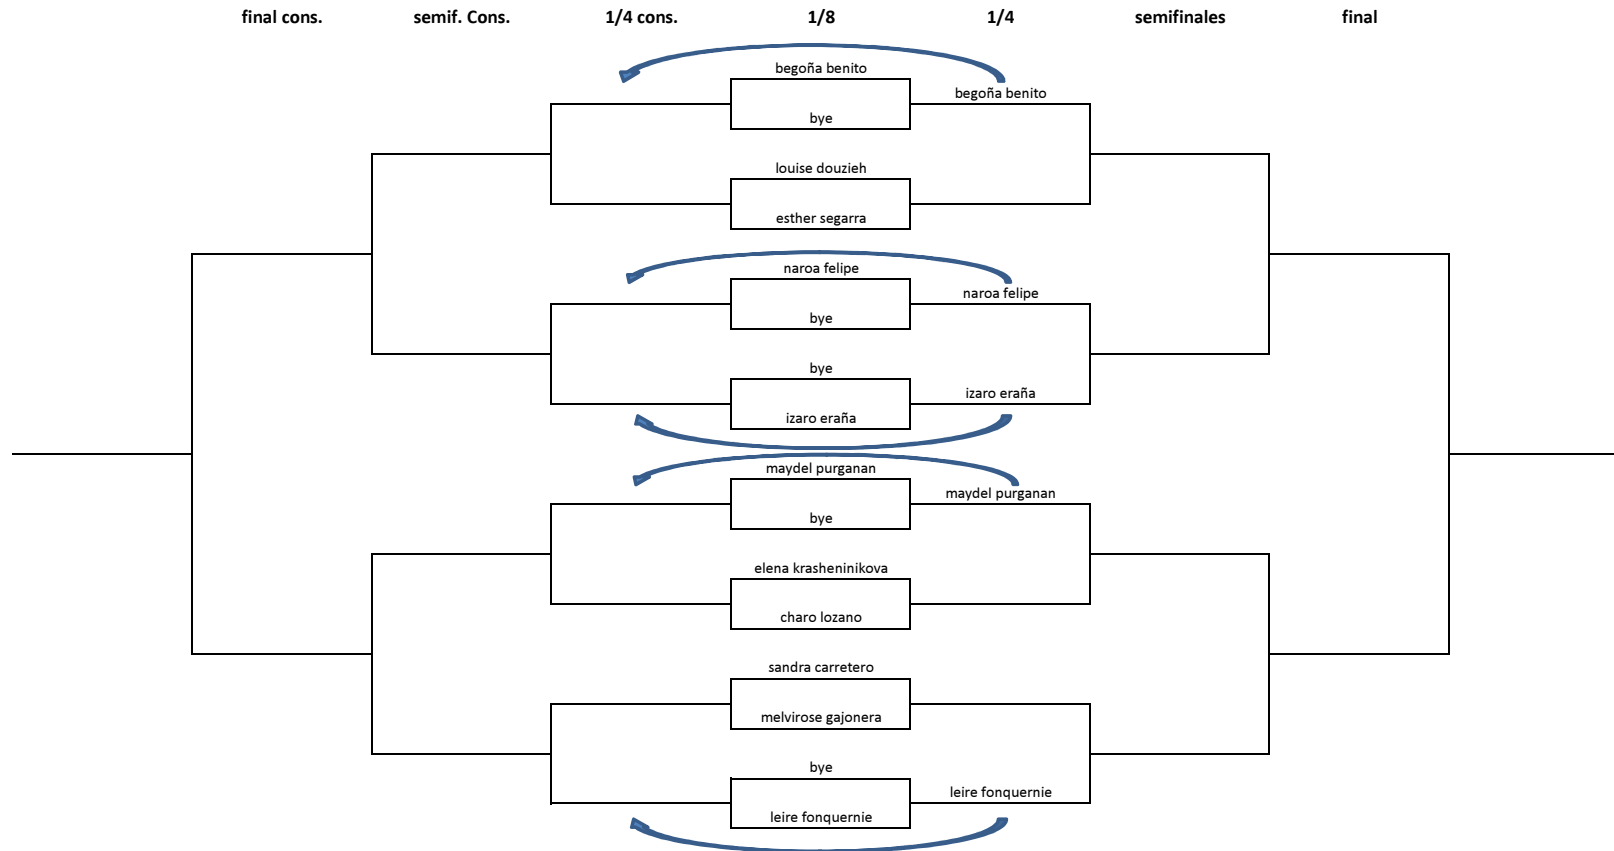 final cons. semif. Cons. 1/4 cons. 1/8 1/4 semifinales final
begoña benito
begoña benito
bye
louise douzieh
esther segarra
naroa felipe
naroa felipe
bye
bye
izaro eraña
izaro eraña
maydel purganan
maydel purganan
bye
elena krasheninikova
charo lozano
sandra carretero
melvirose gajonera
bye
leire fonquernie
leire fonquernie